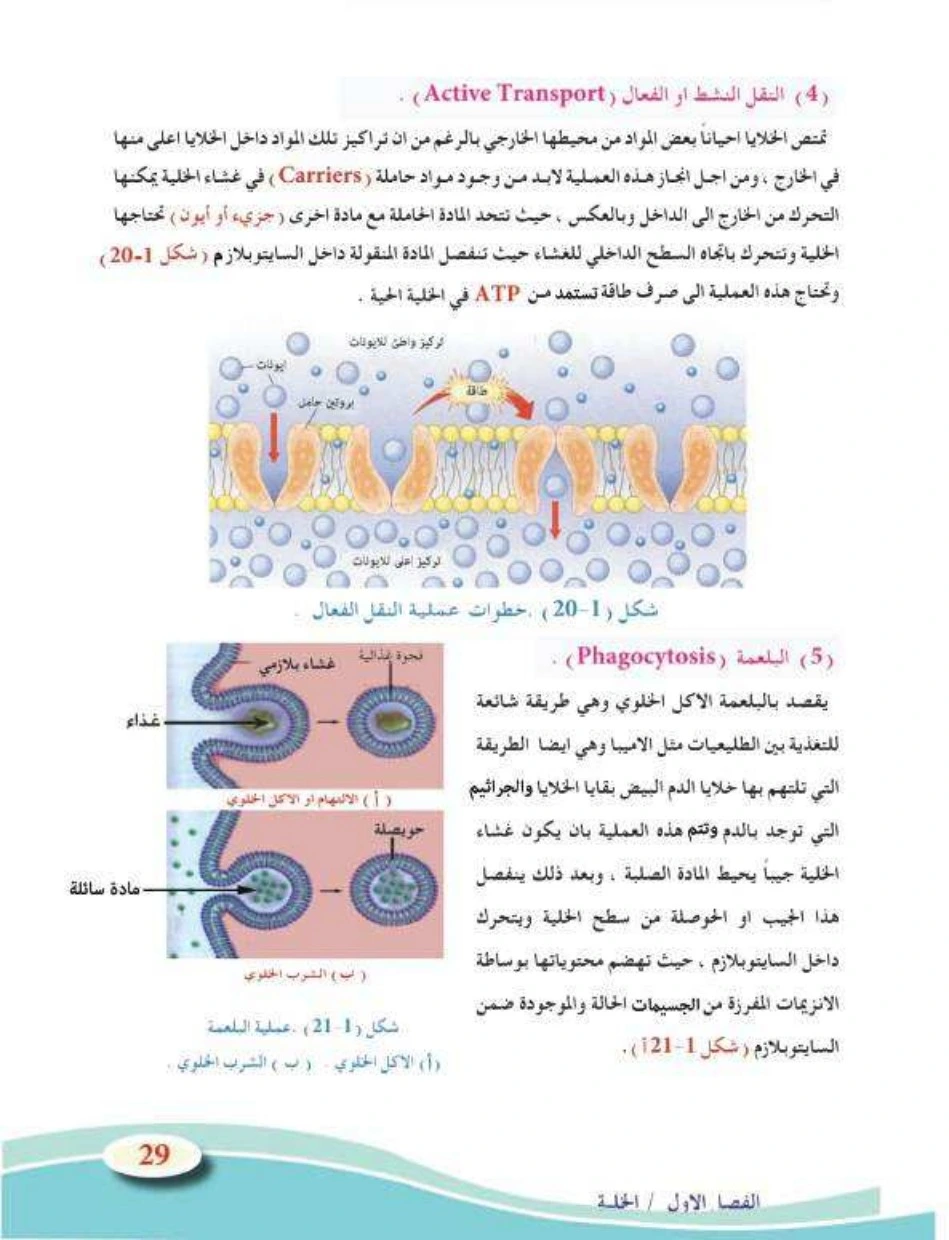 (4) النقل النشط او الفعال (Active Transport) .
تمتص الخلايا احياناً بعض المواد من محيطها الخارجي بالرغم من ان تراكيز تلك المواد داخل الخلايا اعلى منها
في الخارج ، ومن اجل انجاز هذه العملية لابد من وجود مواد حاملة (Carriers) في غشاء الخلية يمكنها
التحرك من الخارج الى الداخل وبالعكس ، حيث تتحد المادة الحاملة مع مادة اخرى (جزيء أو أيون) تحتاجها
الخلية وتتحرك باتجاه السطح الداخلي للغشاء حيث تنفصل المادة المنقولة داخل السايتوبلازم (شكل 1-20)
وتحتاج هذه العملية الى صرف طاقة تستمد من ATP في الخلية الحية .
تركيز واطئ للايونات
ايونات
طاقة
بروتين حامل
تركيز اعلى للايونات
شكل (1-20) .خطوات عملية النقل الفعال .
(5) البلعمة (Phagocytosis) .
يقصد بالبلعمة الاكل الخلوي وهي طريقة شائعة
للتغذية بين الطليعيات مثل الاميبا وهي ايضا الطريقة
التي تلتهم بها خلايا الدم البيض بقايا الخلايا والجراثيم
التي توجد بالدم وتتم هذه العملية بان يكون غشاء
الخلية جيباً يحيط المادة الصلبة ، وبعد ذلك ينفصل
هذا الجيب او الحوصلة من سطح الخلية ويتحرك
داخل السايتوبلازم ، حيث تهضم محتوياتها بوساطة
الانزيمات المفرزة من الجسيمات الحالة والموجودة ضمن
السايتوبلازم (شكل 1-21أ) .
فجوة غذائية
غشاء بلازمي
غذاء
(أ) الالتهام او الاكل الخلوي
حويصلة
مادة سائلة
(ب) الشرب الخلوي
شكل (1-21) .عملية البلعمة
(أ) الاكل الخلوي . (ب) الشرب الخلوي .
29
الفصل الاول / الخلية